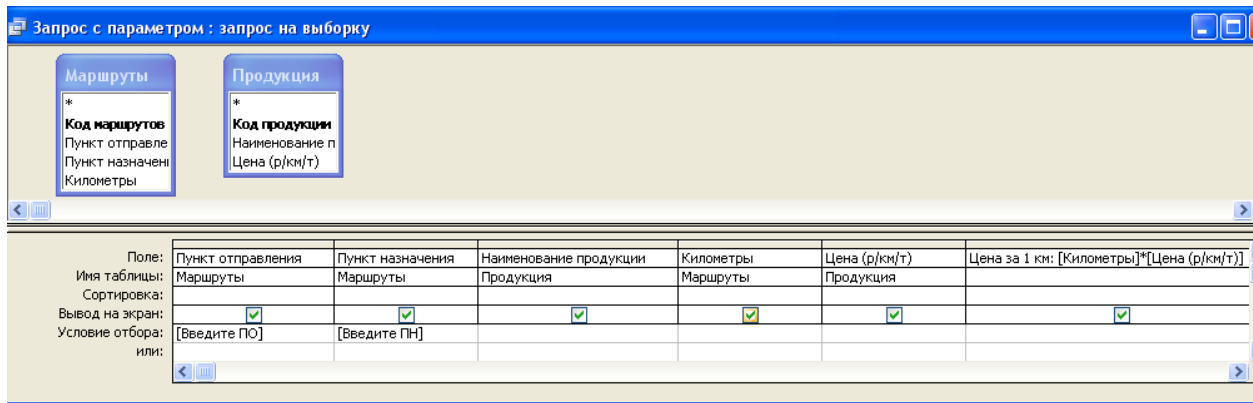 Запрос с параметром : запрос на выборку
Маршруты
*
Код маршрутов
Пункт отправле
Пункт назначени
Километры
Продукция
*
Код продукции
Наименование п
Цена (р/км/т)
Поле: Пункт отправления Пункт назначения Наименование продукции Километры Цена (р/км/т) Цена за 1 км: [Километры]*[Цена (р/км/т)]
Имя таблицы: Маршруты Маршруты Продукция Маршруты Продукция
Сортировка:
Вывод на экран:
Условие отбора: [Введите ПО] [Введите ПН]
или: